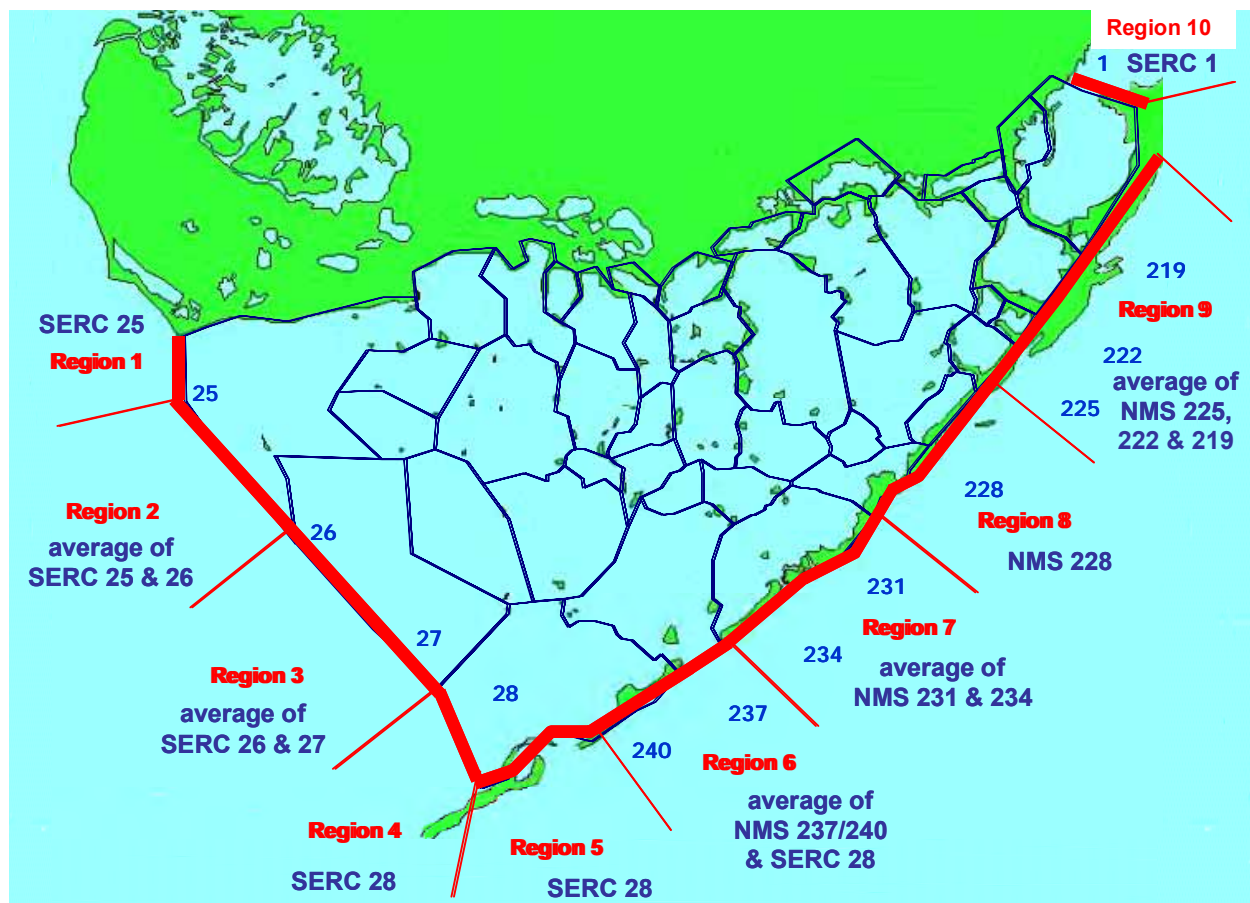 Region 10
1
SERC 1
SERC 25
Region 1
25
219
Region 9
222
average of
NMS 225,
222 & 219
225
228
Region 8
NMS 228
Region 2
average of
SERC 25 & 26
26
231
Region 7
average of
NMS 231 & 234
234
27
Region 3
average of
SERC 26 & 27
28
237
240
Region 6
average of
NMS 237/240
& SERC 28
Region 4
SERC 28
Region 5
SERC 28